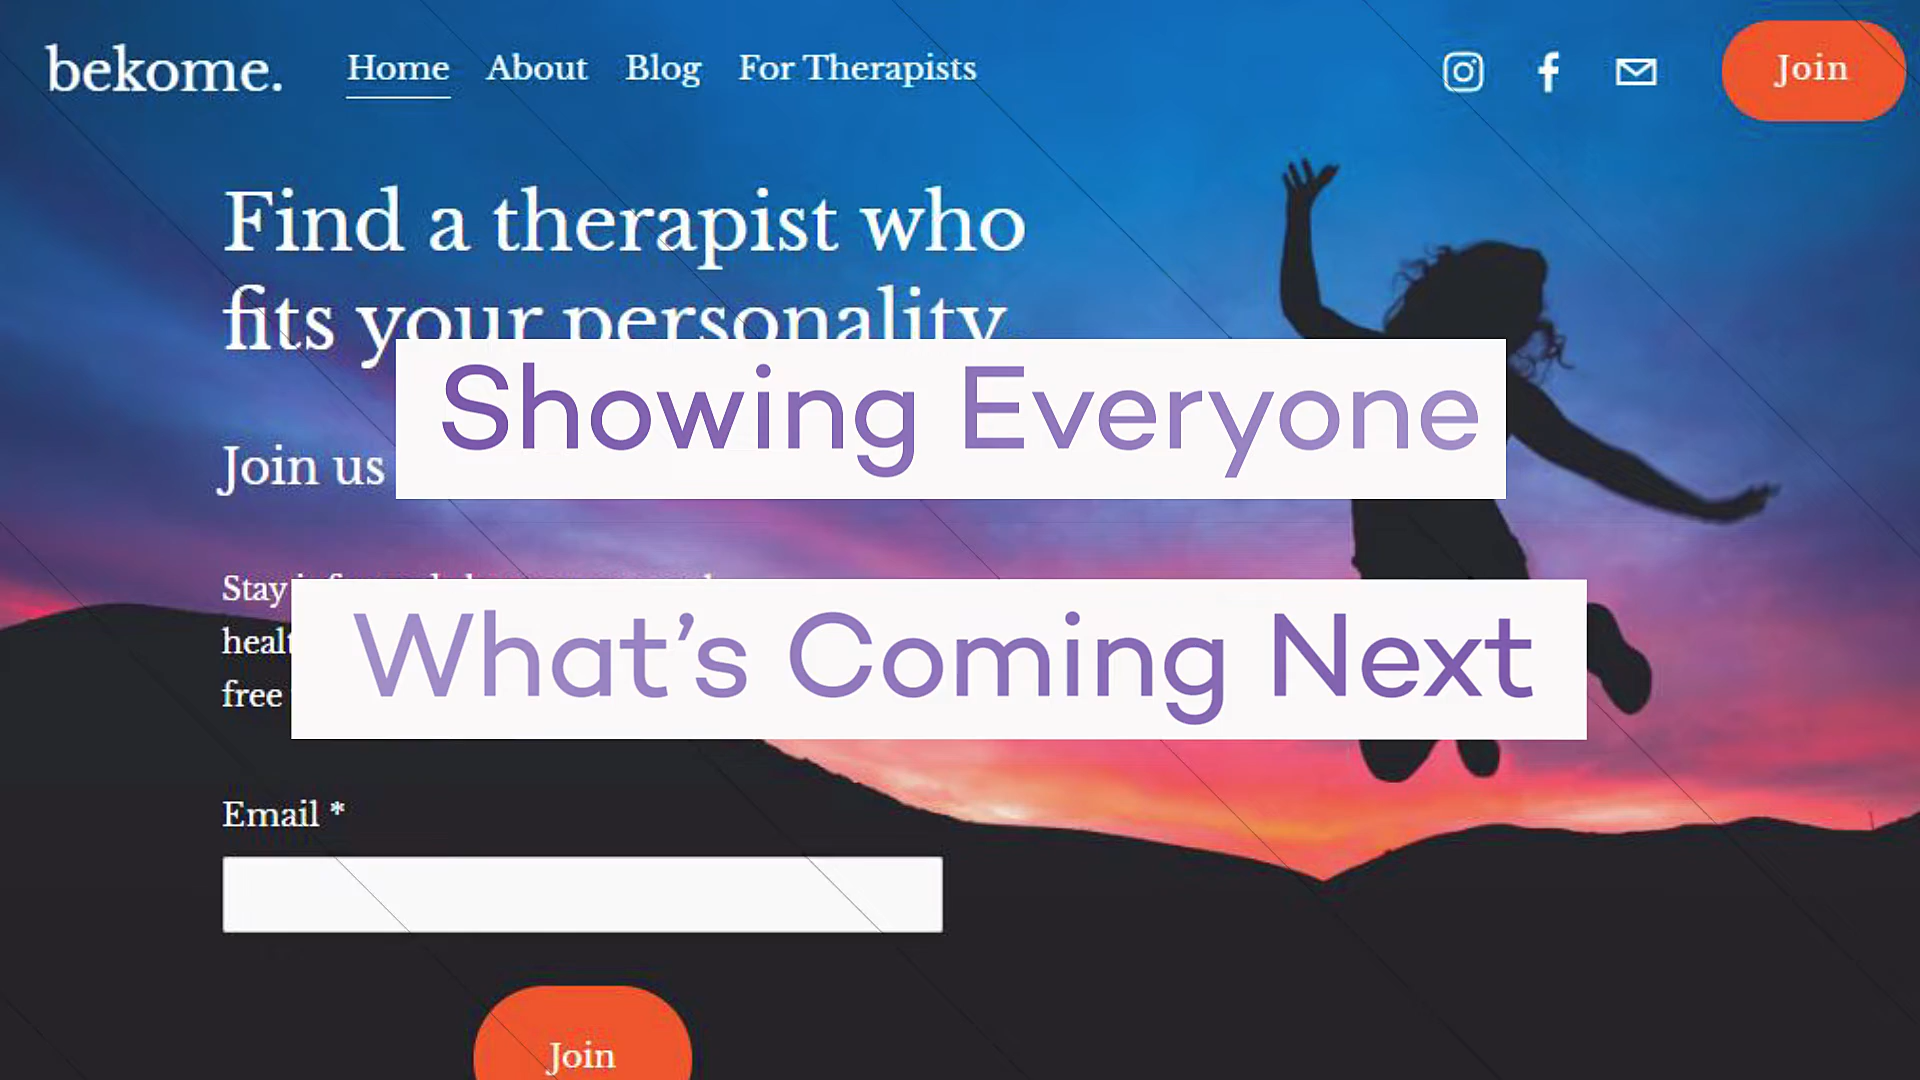 bekome. Home About Blog For Therapists Join
Find a therapist who
fits your personality
Showing Everyone
Join us
Stay
What’s Coming Next
free
Email *
Join